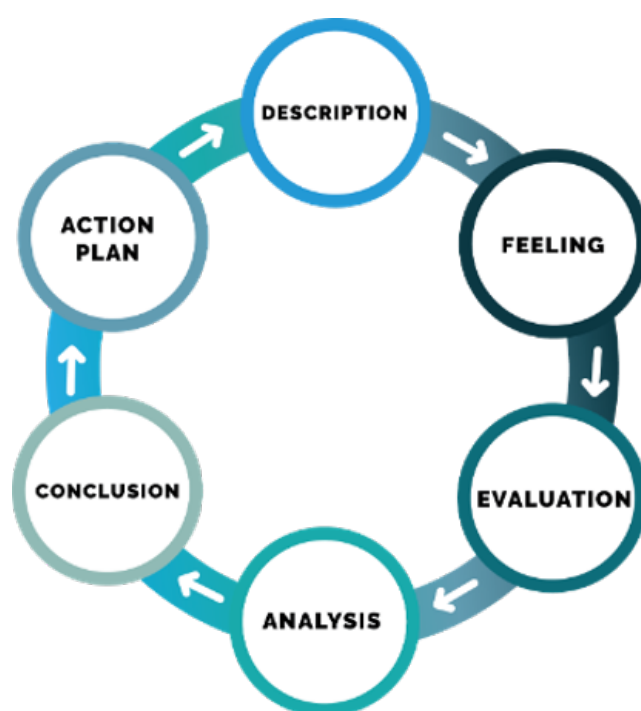 DESCRIPTION
FEELING
EVALUATION
ANALYSIS
CONCLUSION
ACTION
PLAN